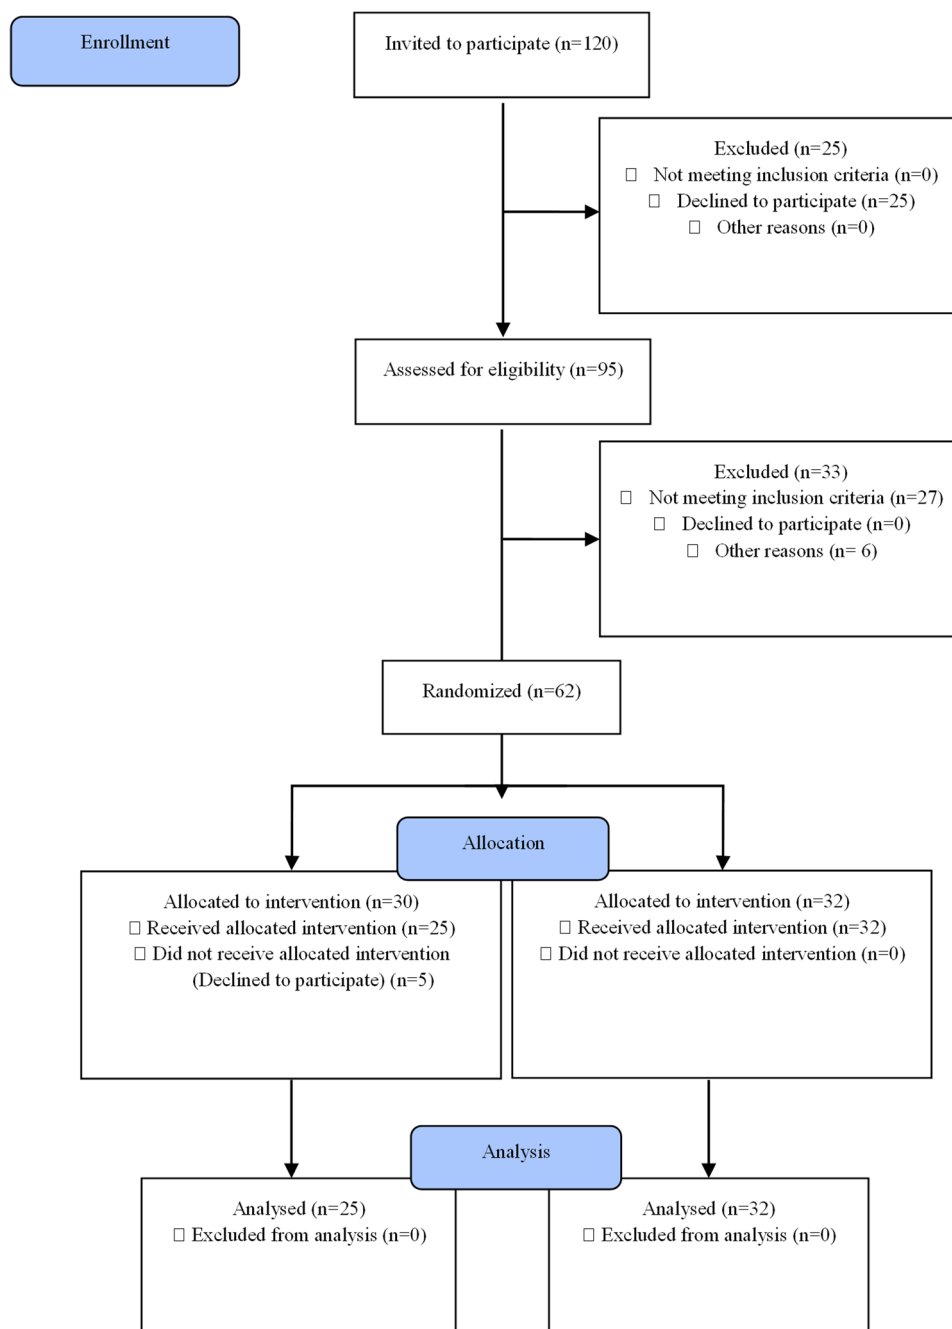 Enrollment
Invited to participate (n=120)
Excluded (n=25)
□ Not meeting inclusion criteria (n=0)
□ Declined to participate (n=25)
□ Other reasons (n=0)
Assessed for eligibility (n=95)
Excluded (n=33)
□ Not meeting inclusion criteria (n=27)
□ Declined to participate (n=0)
□ Other reasons (n= 6)
Randomized (n=62)
Allocation
Allocated to intervention (n=30)
□ Received allocated intervention (n=25)
□ Did not receive allocated intervention
(Declined to participate) (n=5)
Allocated to intervention (n=32)
□ Received allocated intervention (n=32)
□ Did not receive allocated intervention (n=0)
Analysis
Analysed (n=25)
□ Excluded from analysis (n=0)
Analysed (n=32)
□ Excluded from analysis (n=0)